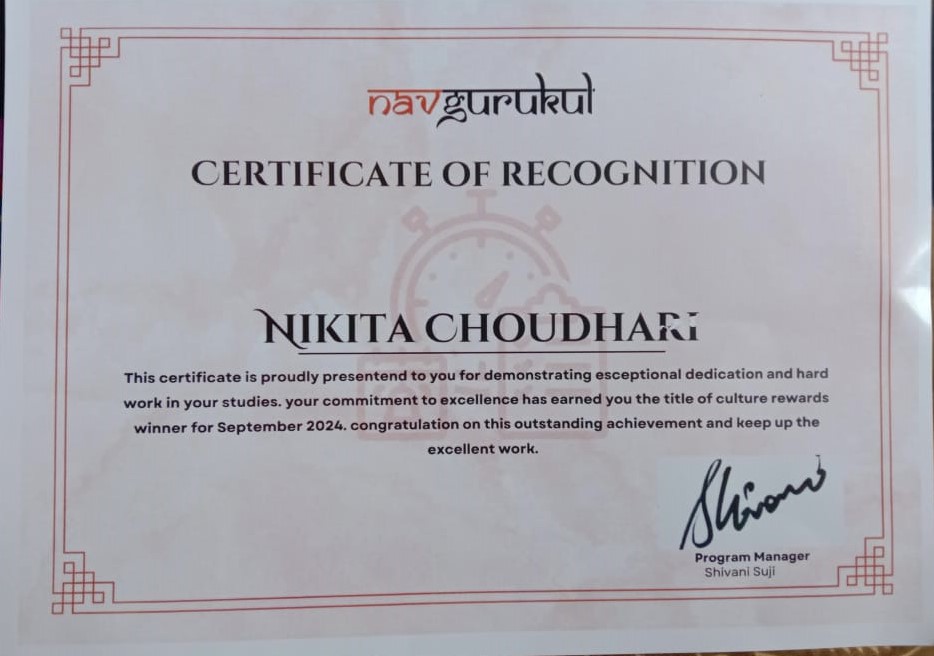 navgurukul
CERTIFICATE OF RECOGNITION
NIKITA CHOUDHARI
This certificate is proudly presentend to you for demonstrating esceptional dedication and hard
work in your studies. your commitment to excellence has earned you the title of culture rewards
winner for September 2024. congratulation on this outstanding achievement and keep up the
excellent work.
Shivani
Program Manager
Shivani Suji